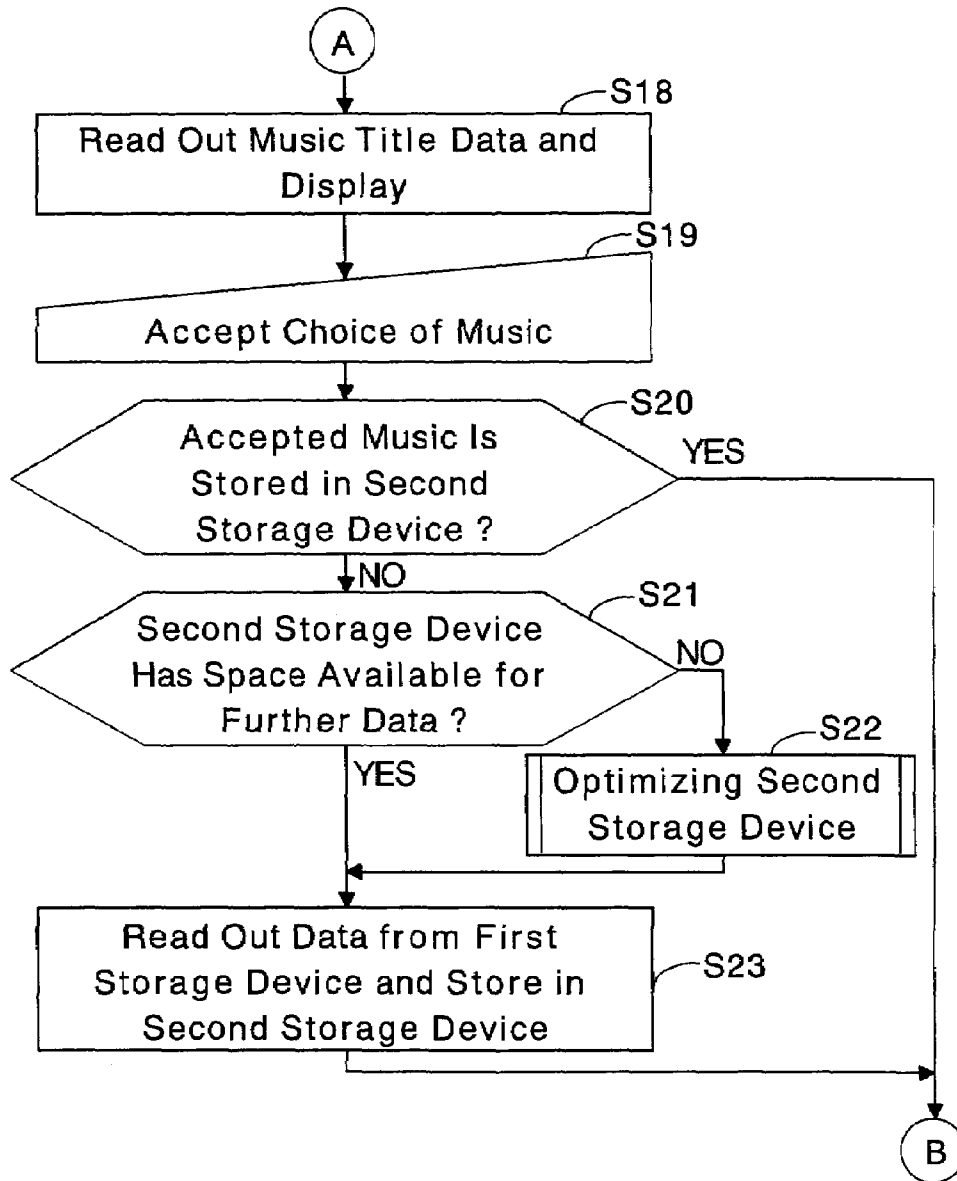 A
S18
Read Out Music Title Data and
Display
S19
Accept Choice of Music
S20
Accepted Music Is
Stored in Second
Storage Device ?
YES
NO
S21
Second Storage Device
Has Space Available for
Further Data ?
NO
YES
S22
Optimizing Second
Storage Device
Read Out Data from First
Storage Device and Store in
Second Storage Device
S23
B